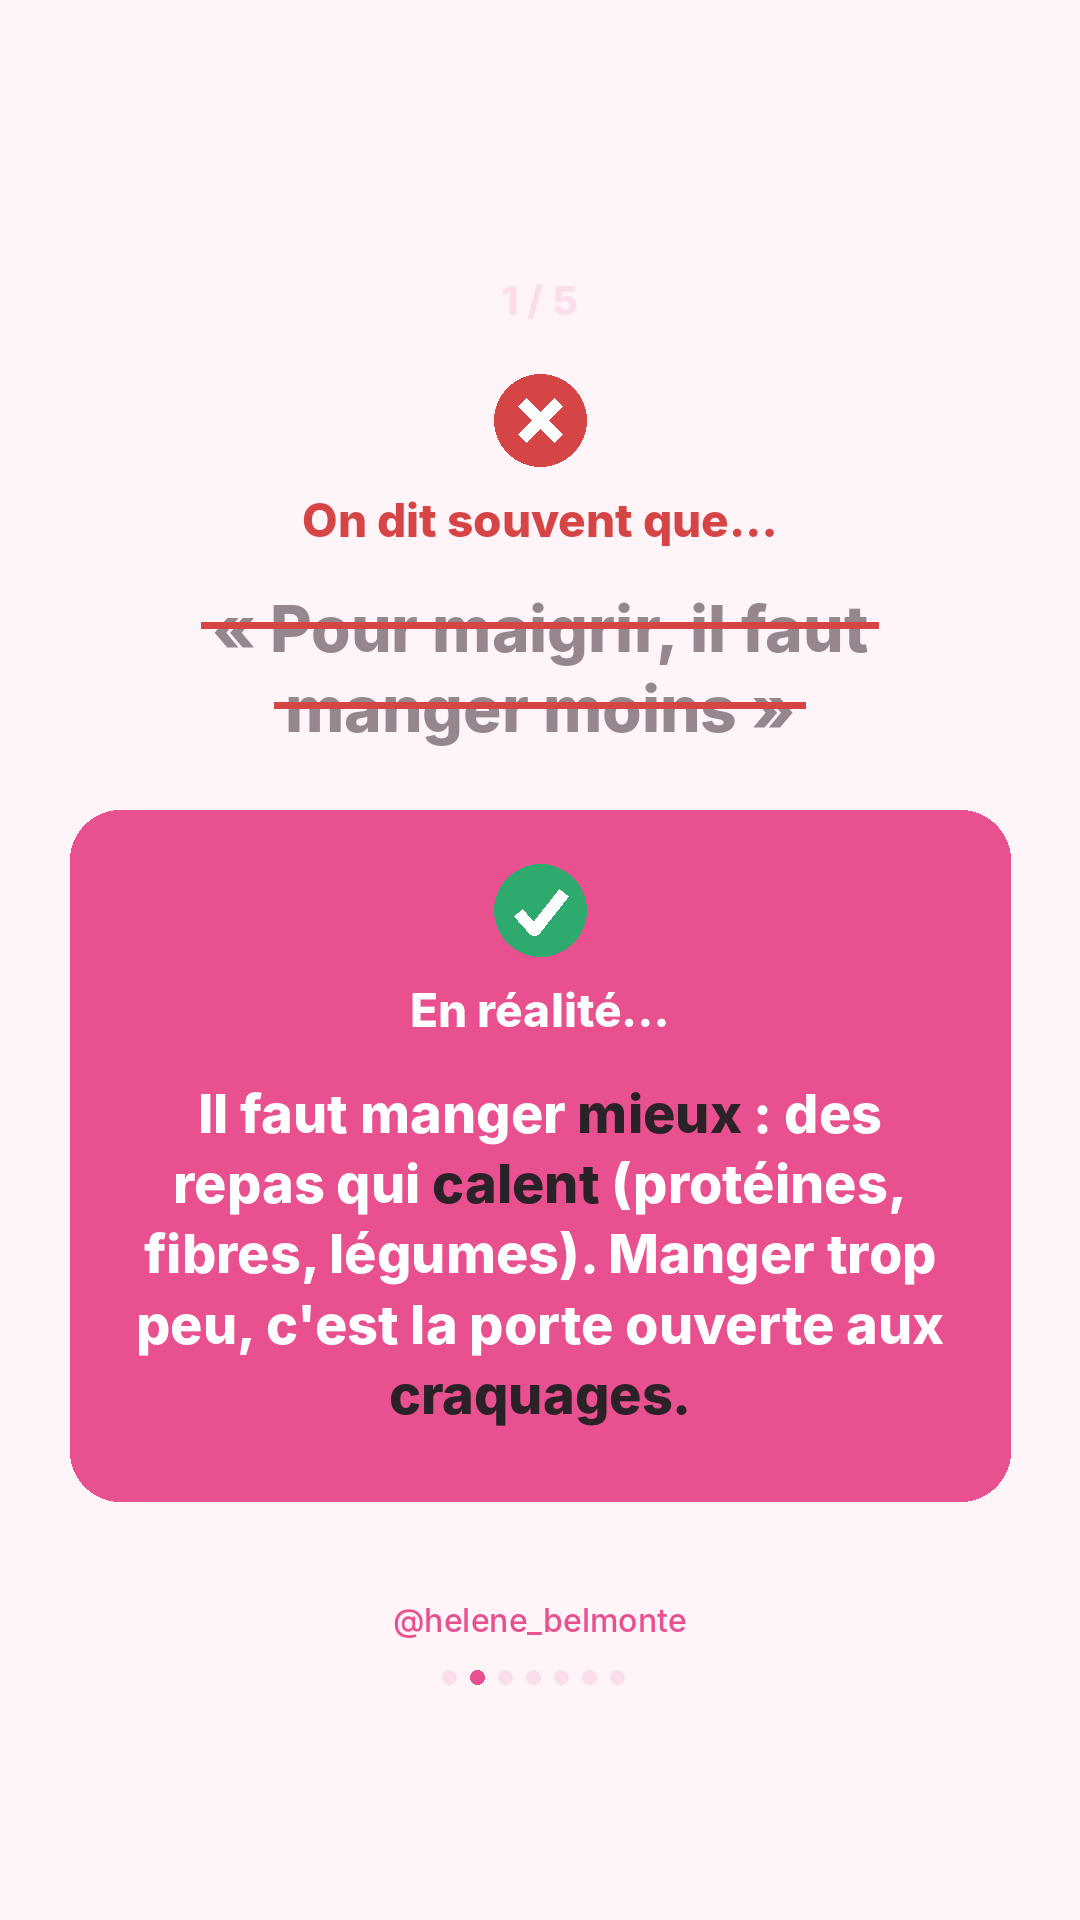 1 / 5
On dit souvent que...
« Pour maigrir, il faut
manger moins »
En réalité...
Il faut manger mieux : des
repas qui calent (protéines,
fibres, légumes). Manger trop
peu, c'est la porte ouverte aux
craquages.
@helene_belmonte